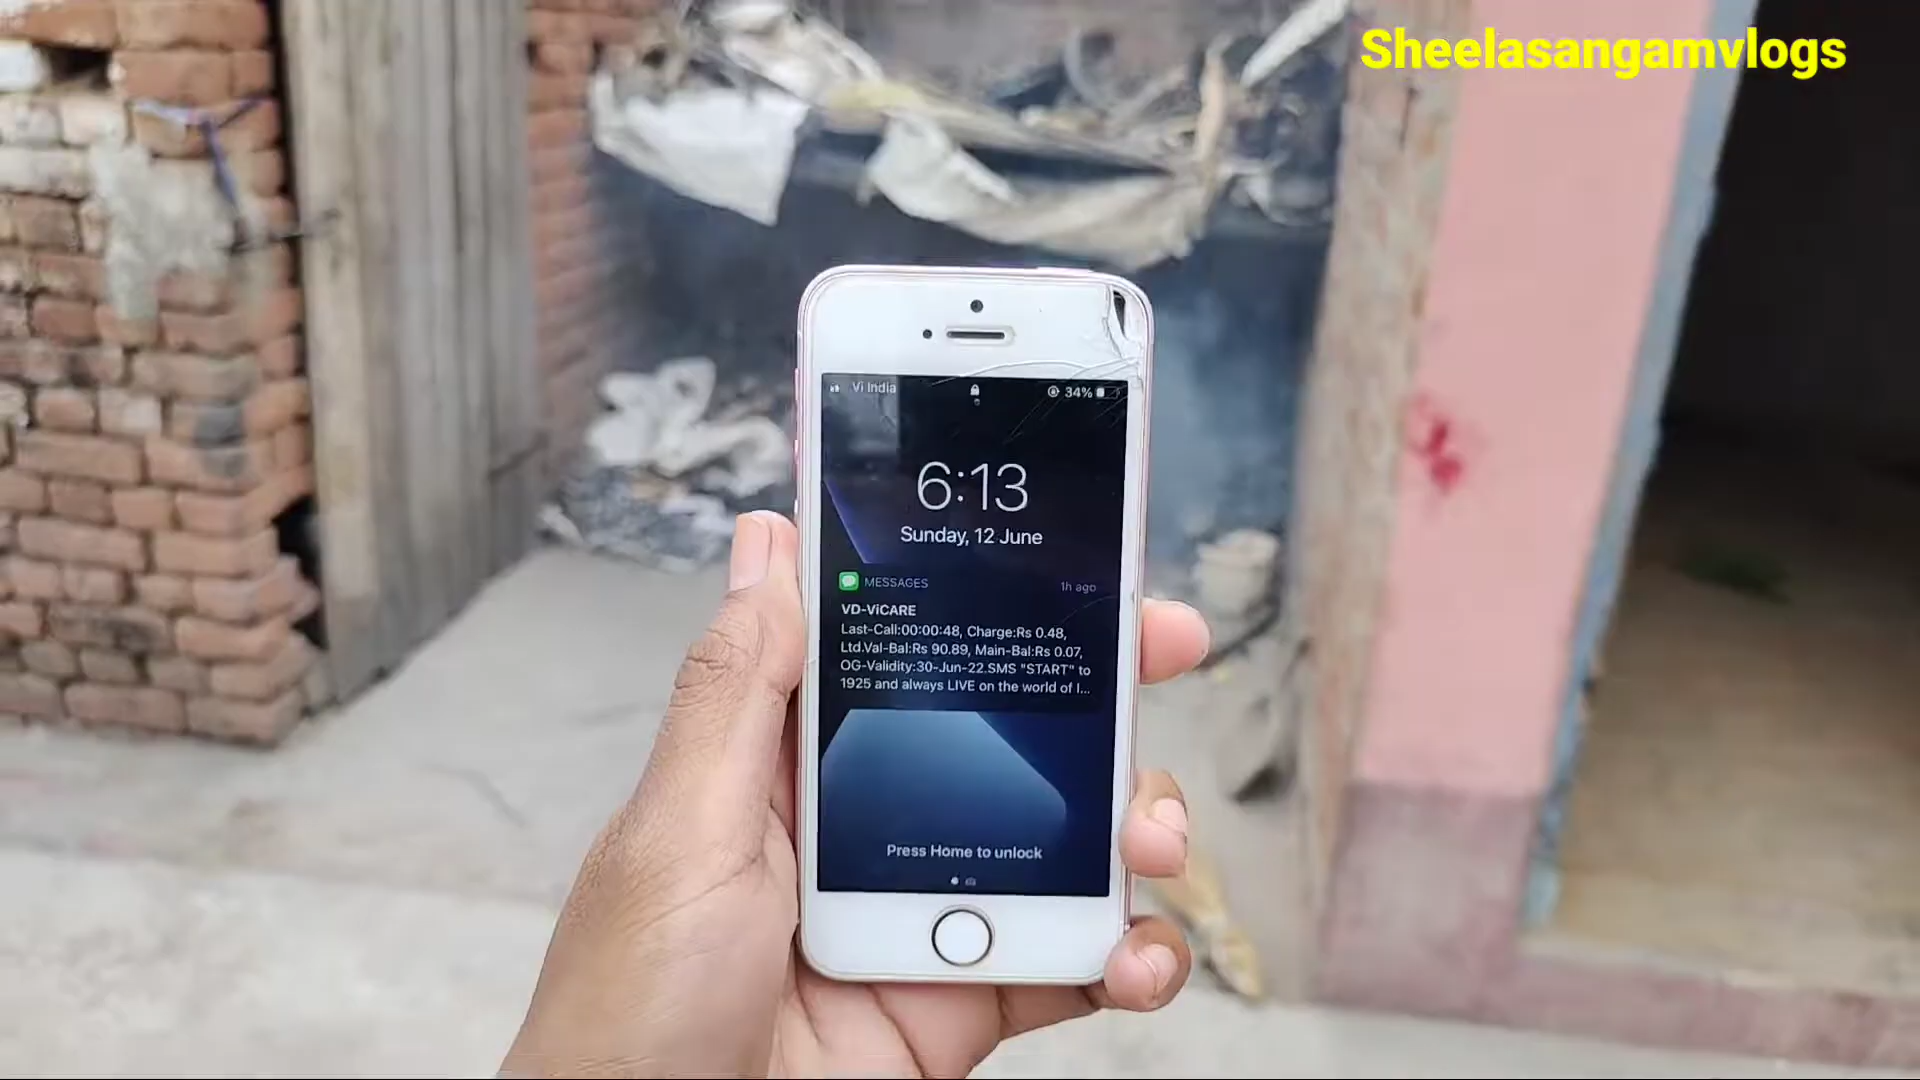 Sheelasangamvlogs
Vi India
34%
6:13
Sunday, 12 June
MESSAGES
1h ago
VD-ViCARE
Last-Call:00:00:48, Charge:Rs 0.48,
Ltd.Val-Bal:Rs 90.89, Main-Bal:Rs 0.07,
OG-Validity:30-Jun-22.SMS "START" to
1925 and always LIVE on the world of I...
Press Home to unlock